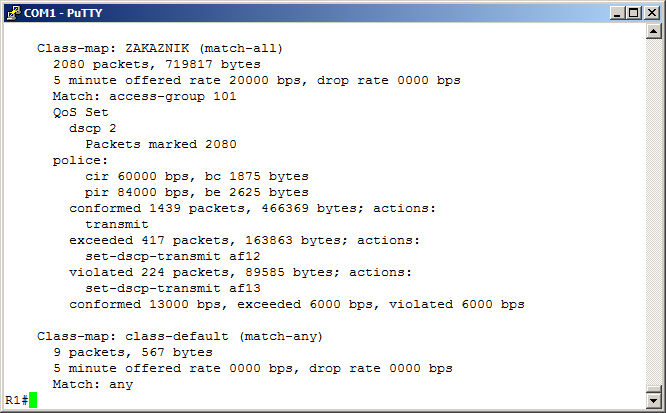 COM1 - PuTTY
Class-map: ZAKAZNIK (match-all)
2080 packets, 719817 bytes
5 minute offered rate 20000 bps, drop rate 0000 bps
Match: access-group 101
QoS Set
dscp 2
Packets marked 2080
police:
cir 60000 bps, bc 1875 bytes
pir 84000 bps, be 2625 bytes
conformed 1439 packets, 466369 bytes; actions:
transmit
exceeded 417 packets, 163863 bytes; actions:
set-dscp-transmit af12
violated 224 packets, 89585 bytes; actions:
set-dscp-transmit af13
conformed 13000 bps, exceeded 6000 bps, violated 6000 bps
Class-map: class-default (match-any)
9 packets, 567 bytes
5 minute offered rate 0000 bps, drop rate 0000 bps
Match: any
R1#